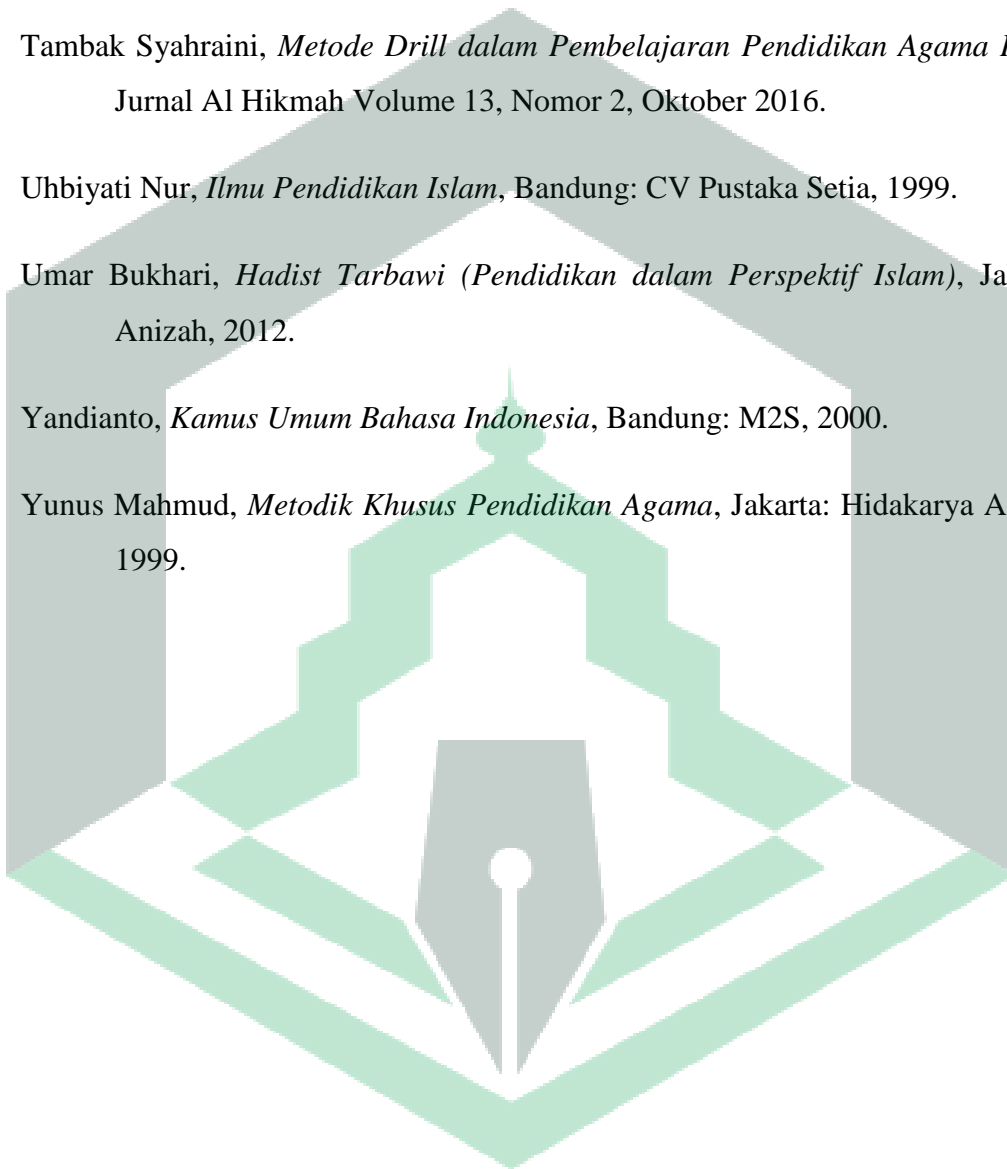 Tambak Syahraini, Metode Drill dalam Pembelajaran Pendidikan Agama
Jurnal Al Hikmah Volume 13, Nomor 2, Oktober 2016.
Uhbiyati Nur, Ilmu Pendidikan Islam, Bandung: CV Pustaka Setia, 1999.
Umar Bukhari, Hadist Tarbawi (Pendidikan dalam Perspektif Islam),
Anizah, 2012.
Yandianto, Kamus Umum Bahasa Indonesia, Bandung: M2S, 2000.
Yunus Mahmud, Metodik Khusus Pendidikan Agama, Jakarta: Hidakarya
1999.